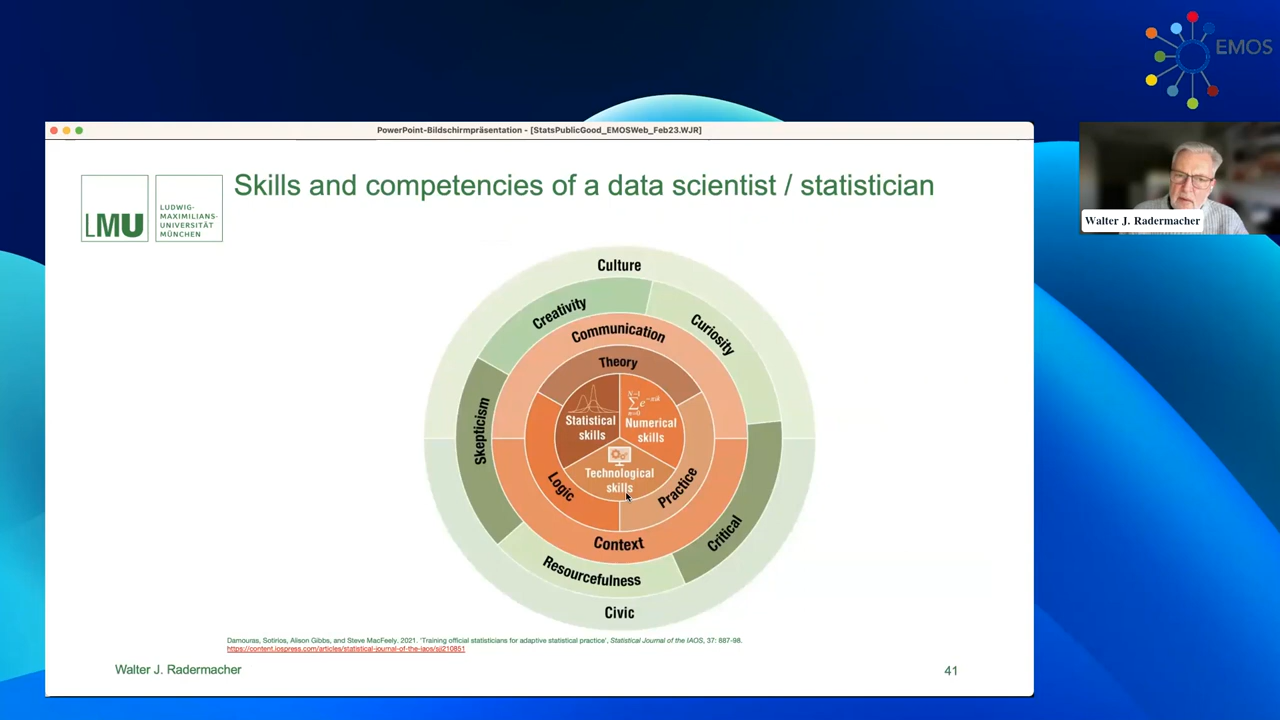 EMOS
PowerPoint-Bildschirmpräsentation - [StatsPublicGood_EMOSWeb_Feb23.WJR]
Skills and competencies of a data scientist / statistician
LMU
LUDWIG-
MAXIMILIANS-
UNIVERSITÄT
MÜNCHEN
Walter J. Radermacher
Culture
Creativity
Curiosity
Communication
Theory
Skepticism
Statistical
skills
Numerical
skills
Technological
skills
Logic
Practice
Context
Critical
Resourcefulness
Civic
Damouras, Sotirios, Alison Gibbs, and Steve MacFeely. 2021. 'Training official statisticians for adaptive statistical practice', Statistical Journal of the IAOS, 37: 887-98.
https://content.iospress.com/articles/statistical-journal-of-the-iaos/sji210851
Walter J. Radermacher
41